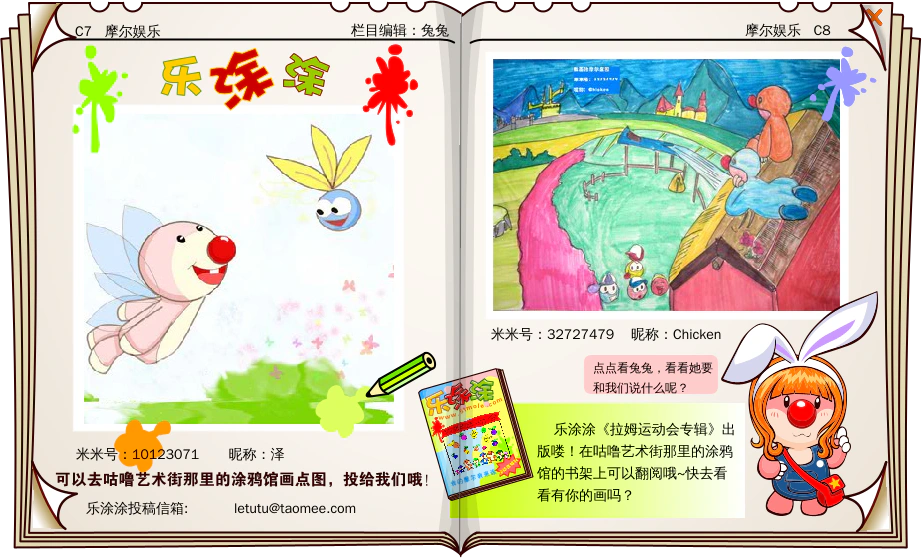 C7 摩尔娱乐
栏目编辑：兔兔
乐涂涂
米米号：10123071 昵称：泽
可以去咕噜艺术街那里的涂鸦馆画点图，投给我们哦！
乐涂涂投稿信箱: letutu@taomee.com
摩尔娱乐 C8
米米号：32727479 昵称：Chicken
点点看兔兔，看看她要
和我们说什么呢？
乐涂涂
乐涂涂《拉姆运动会专辑》出
版喽！在咕噜艺术街那里的涂鸦
馆的书架上可以翻阅哦~快去看
看有你的画吗？